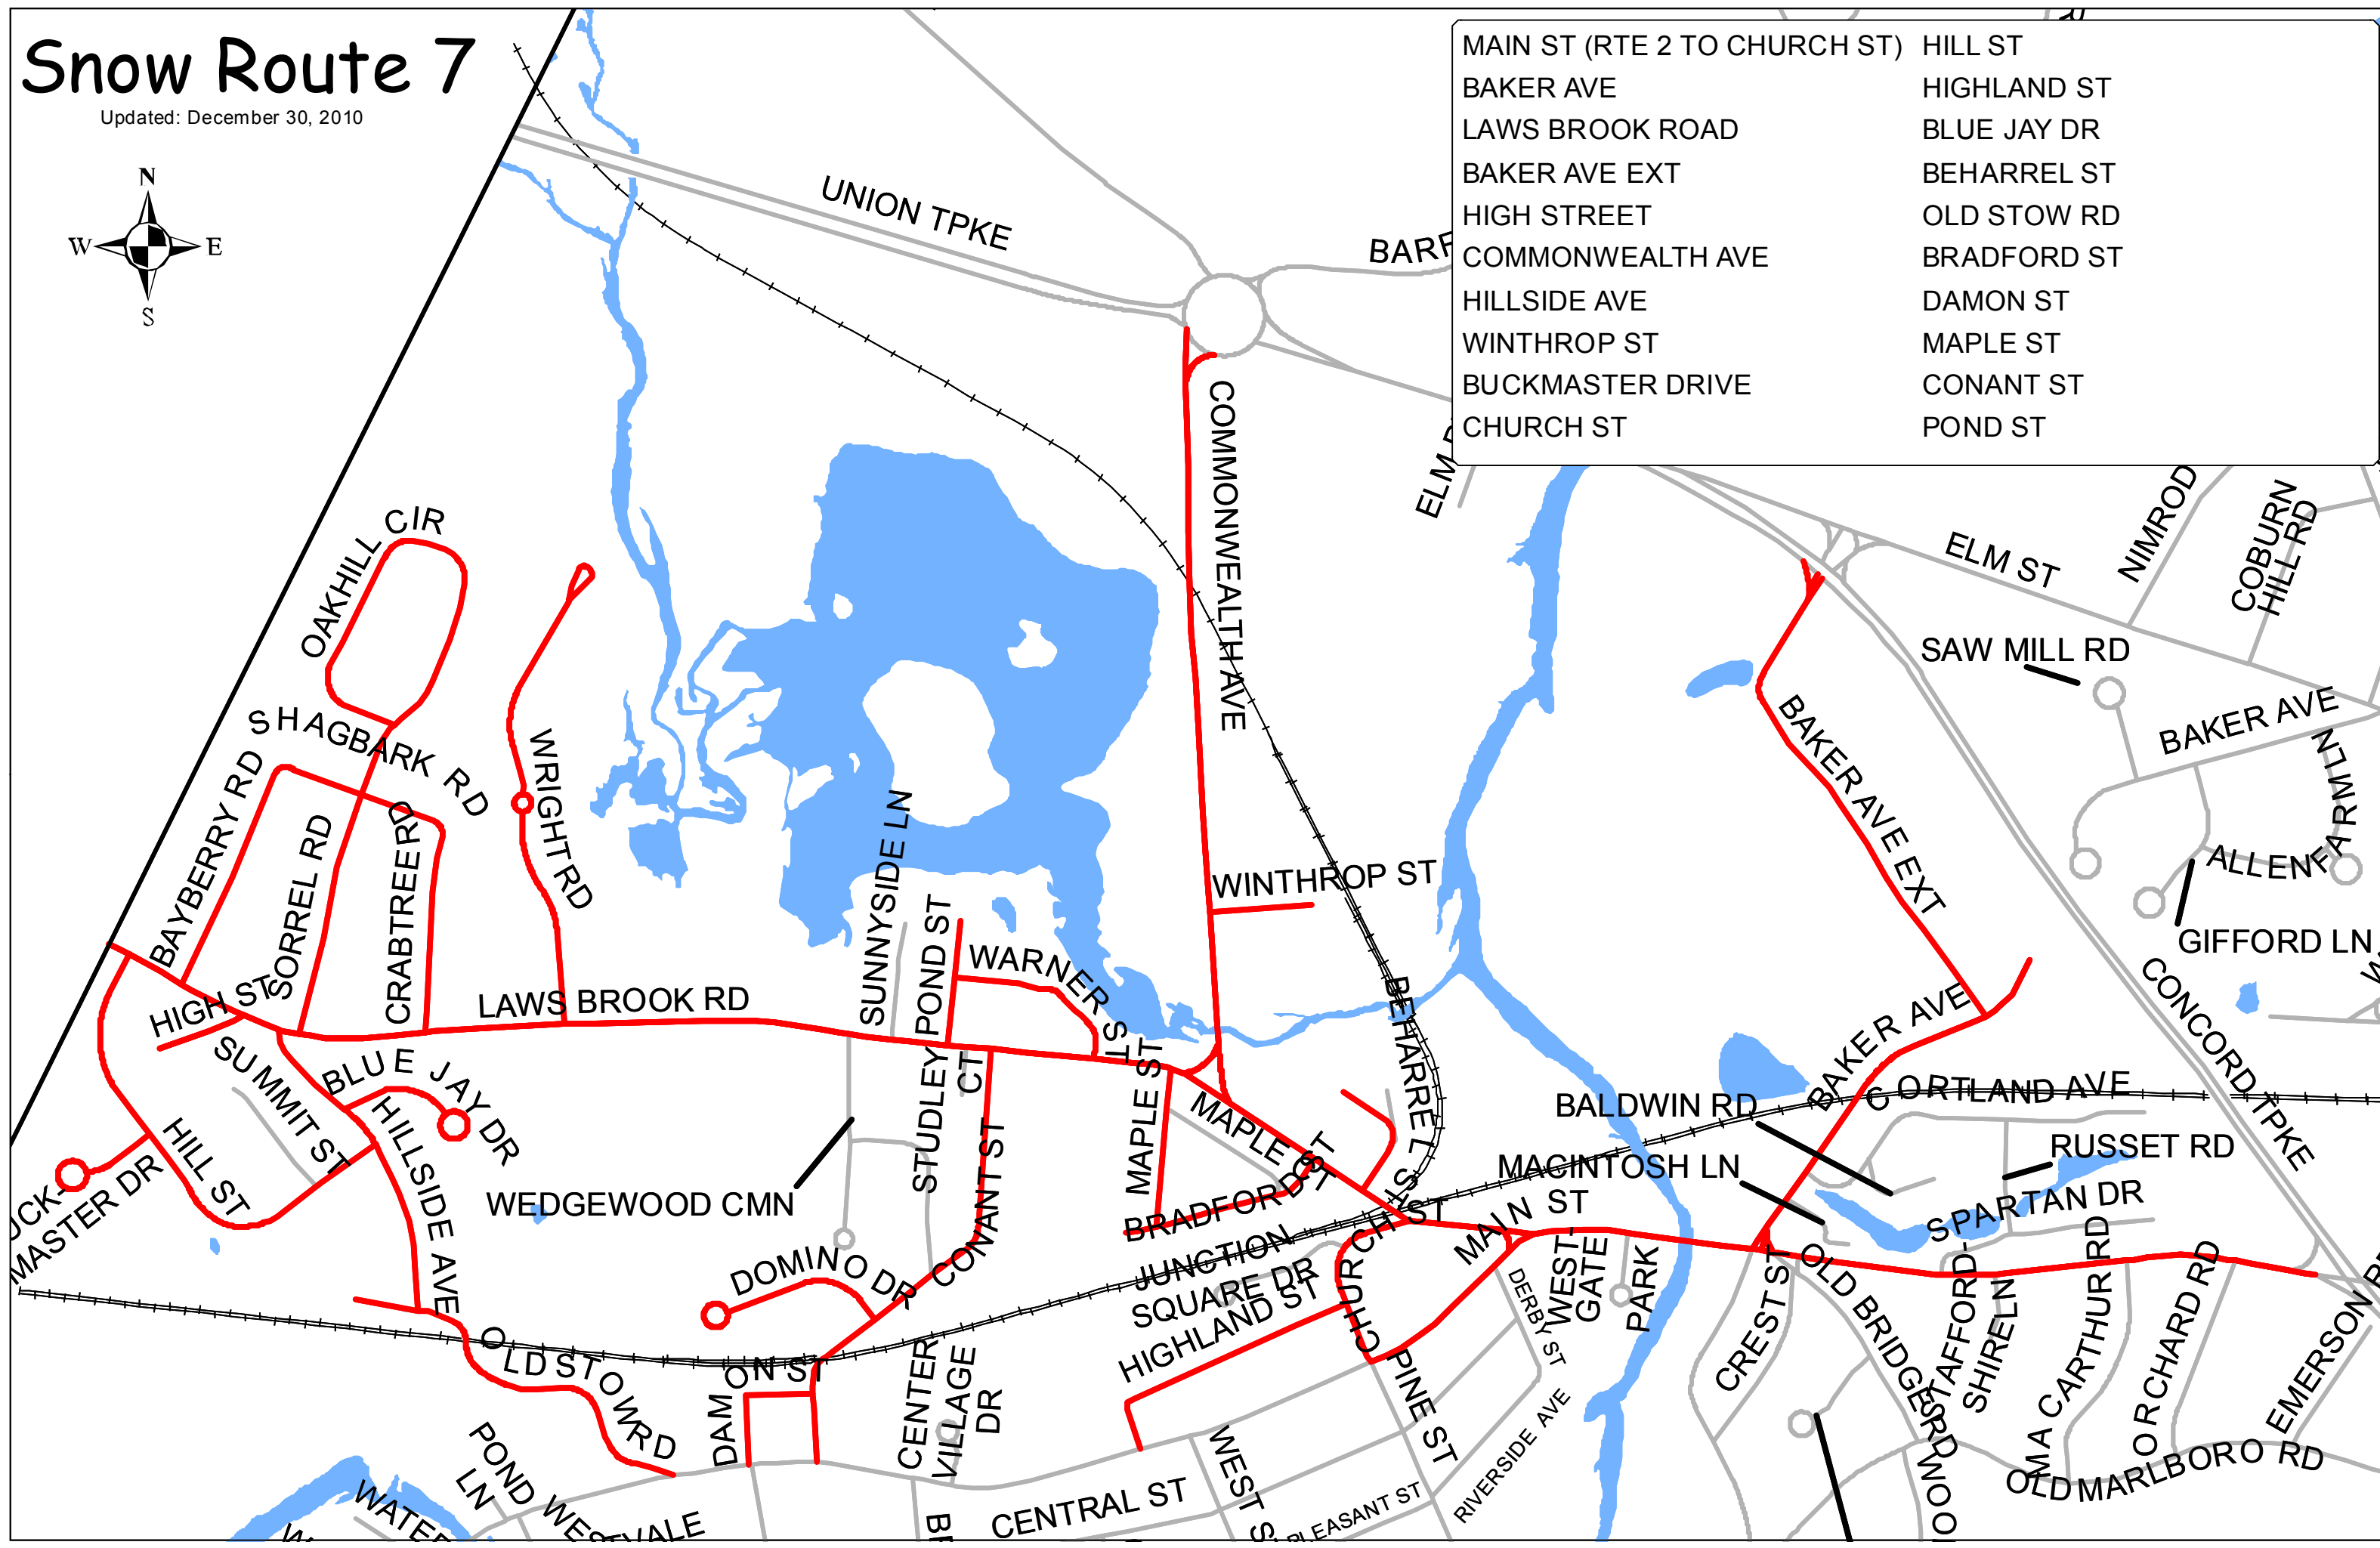 Snow Route 7
Updated: December 30, 2010
N
W E
S
MAIN ST (RTE 2 TO CHURCH ST) HILL ST
BAKER AVE HIGHLAND ST
LAWS BROOK ROAD BLUE JAY DR
BAKER AVE EXT BEHARREL ST
HIGH STREET OLD STOW RD
COMMONWEALTH AVE BRADFORD ST
HILLSIDE AVE DAMON ST
WINTHROP ST MAPLE ST
BUCKMASTER DRIVE CONANT ST
CHURCH ST POND ST
UNION TPKE
BARR
ELM
COMMONWEALTH AVE
OAKHILL CIR
SHAGBARK RD
BAYBERRY RD
SORREL RD
CRABTREE RD
WRIGHT RD
ELM ST
NIMROD
COBURN
HILL RD
SAW MILL RD
BAKER AVE
FARM LN
ALLEN
GIFFORD LN
BAKER AVE EXT
CONCORD TPKE
WINTHROP ST
SUNNYSIDE LN
POND ST
WARNER ST
HIGH ST
LAWS BROOK RD
SUMMIT ST
BLUE JAY DR
HILLSIDE AVE
HILL ST
UCK-
MASTER DR
STUDLEY
CT
CONANT ST
WEDGEWOOD CMN
DOMINO DR
MAPLE ST
MAPLE ST
BRADFORD ST
BEHARREL ST
BAKER AVE
CORTLAND AVE
BALDWIN RD
MACINTOSH LN
RUSSET RD
SPARTAN DR
JUNCTION
SQUARE DR
HIGHLAND ST
CHURCH ST
MAIN ST
DERBY ST
WEST-
GATE
PARK
CREST ST
OLD BRIDGE RD
STAFFORD-
SHIRE LN
MACARTHUR RD
ORCHARD RD
EMERSON
OLD MARLBORO RD
OLD STOW RD
DAMON ST
CENTER
VILLAGE
DR
POND
LN
WATER
WESTVALE
CENTRAL ST
WEST S
PLEASANT ST
PINE ST
RIVERSIDE AVE
WOO